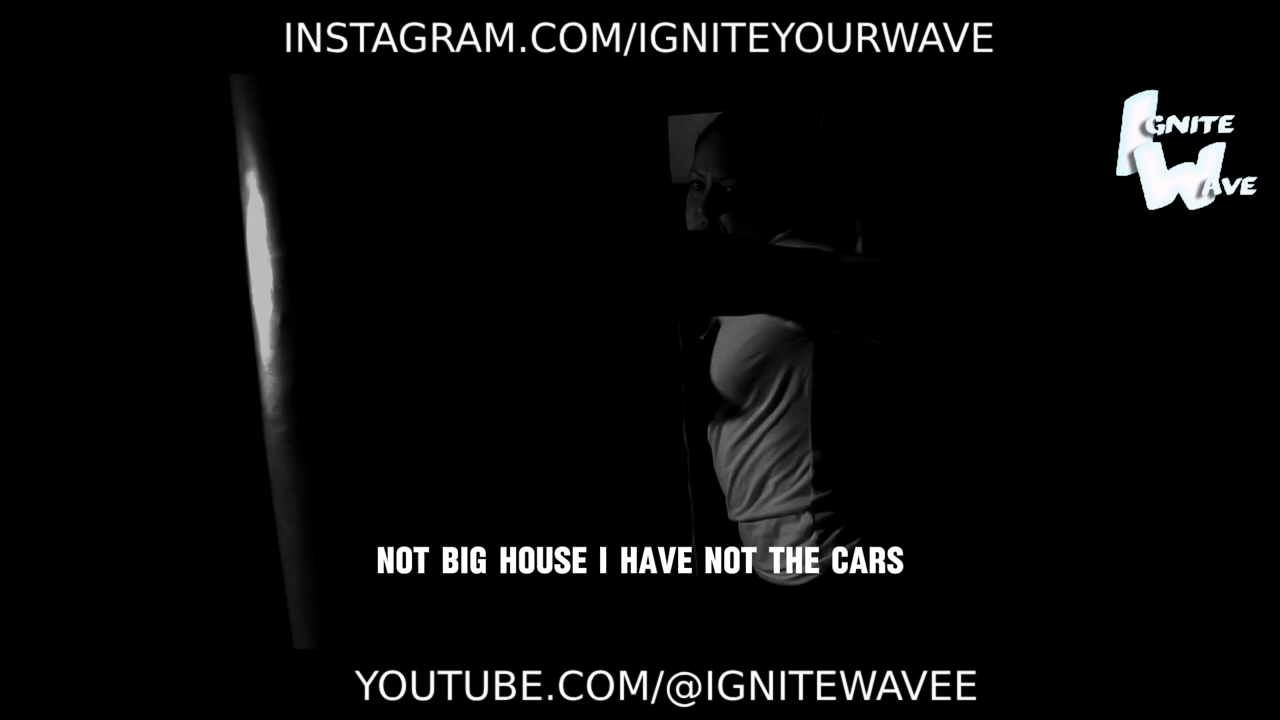 INSTAGRAM.COM/IGNITEYOURWAVE
IGNITE
WAVE
NOT BIG HOUSE I HAVE NOT THE CARS
YOUTUBE.COM/@IGNITEWAVEE